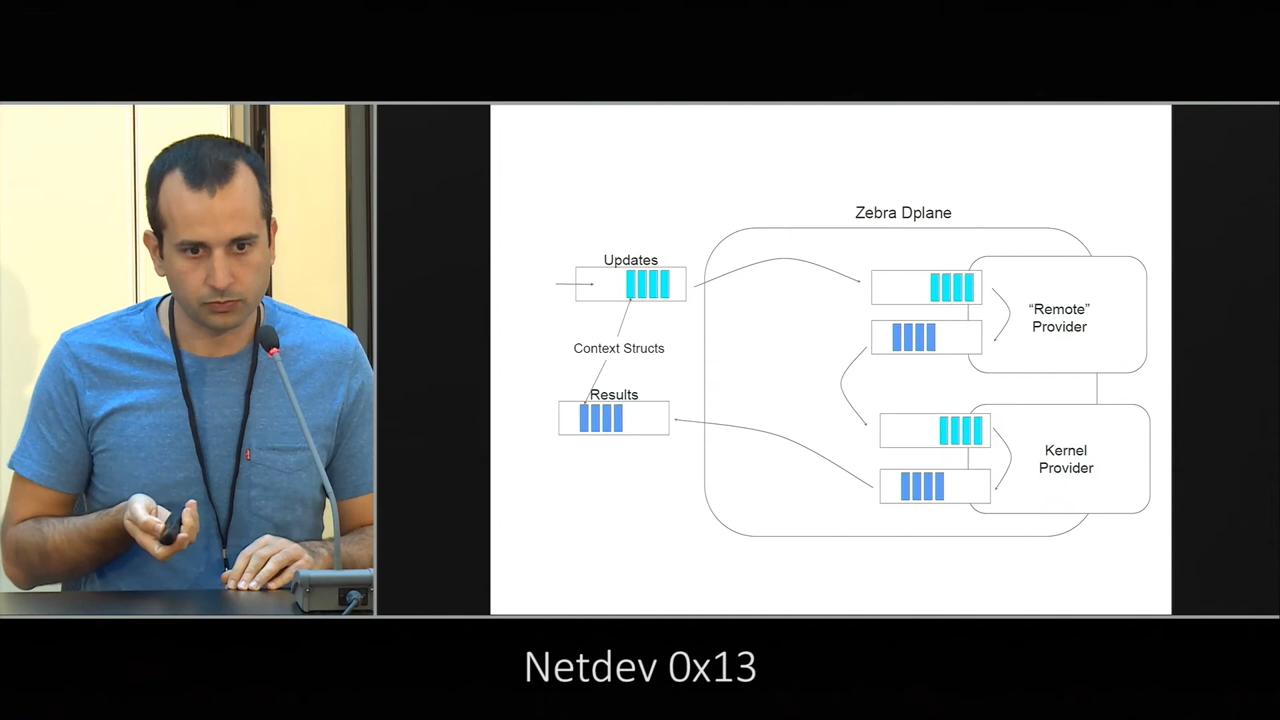 Zebra Dplane
Updates
Context Structs
Results
“Remote”
Provider
Kernel
Provider
Netdev 0x13